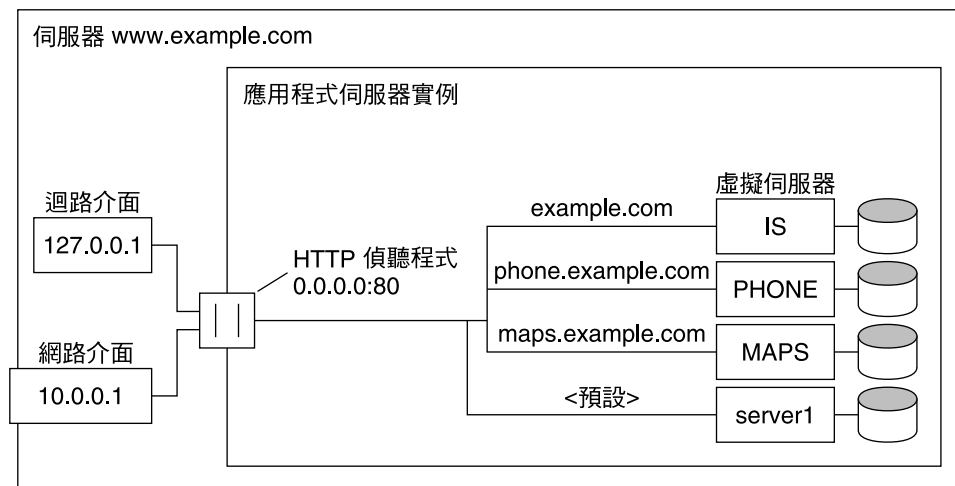 伺服器 www.example.com
應用程式伺服器實例
迴路介面
127.0.0.1
HTTP 偵聽程式
0.0.0.0:80
網路介面
10.0.0.1
虛擬伺服器
example.com
IS
phone.example.com
PHONE
maps.example.com
MAPS
<預設>
server1